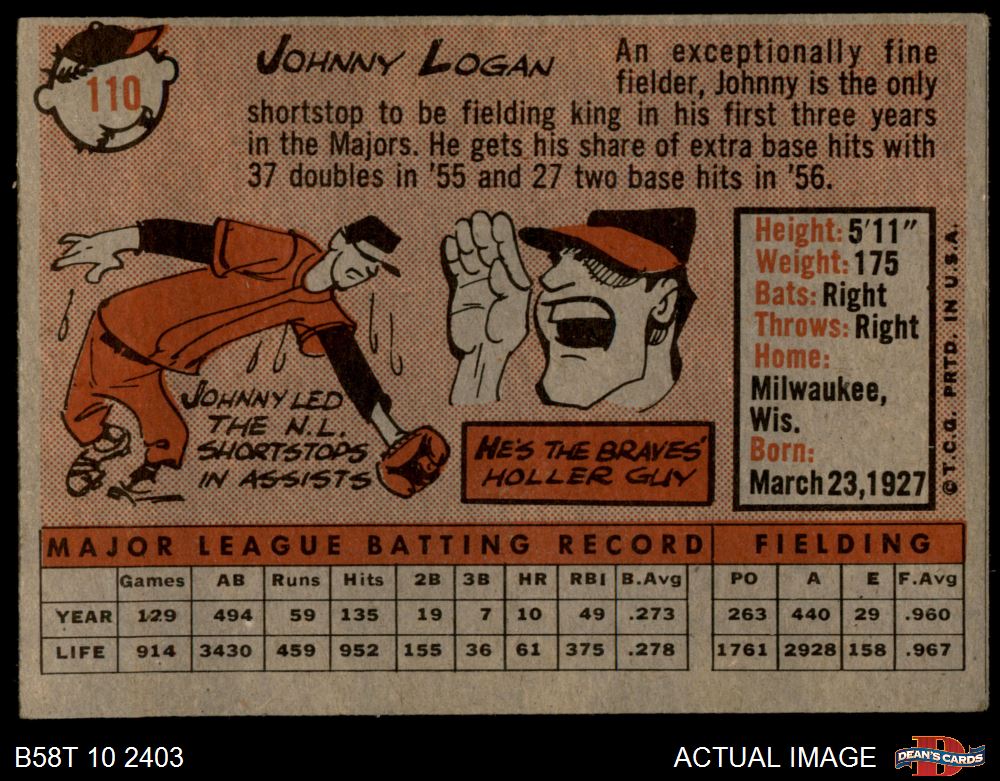 110
JOHNNY LOGAN
An exceptionally fine
fielder, Johnny is the only
shortstop to be fielding king in his first three years
in the Majors. He gets his share of extra base hits with
37 doubles in '55 and 27 two base hits in '56.
JOHNNY LED
THE N.L.
SHORTSTOPS
IN ASSISTS
HE'S THE BRAVES'
HOLLER GUY
Height: 5'11"
Weight: 175
Bats: Right
Throws: Right
Home:
Milwaukee,
Wis.
Born:
March 23, 1927
© T.C.G. PRTD. IN U.S.A.
MAJOR LEAGUE BATTING RECORD FIELDING
Games AB Runs Hits 2B 3B HR RBI B.Avg PO A E F.Avg
YEAR 129 494 59 135 19 7 10 49 .273 263 440 29 .960
LIFE 914 3430 459 952 155 36 61 375 .278 1761 2928 158 .967
B58T 10 2403
ACTUAL IMAGE
D
DEAN'S CARDS